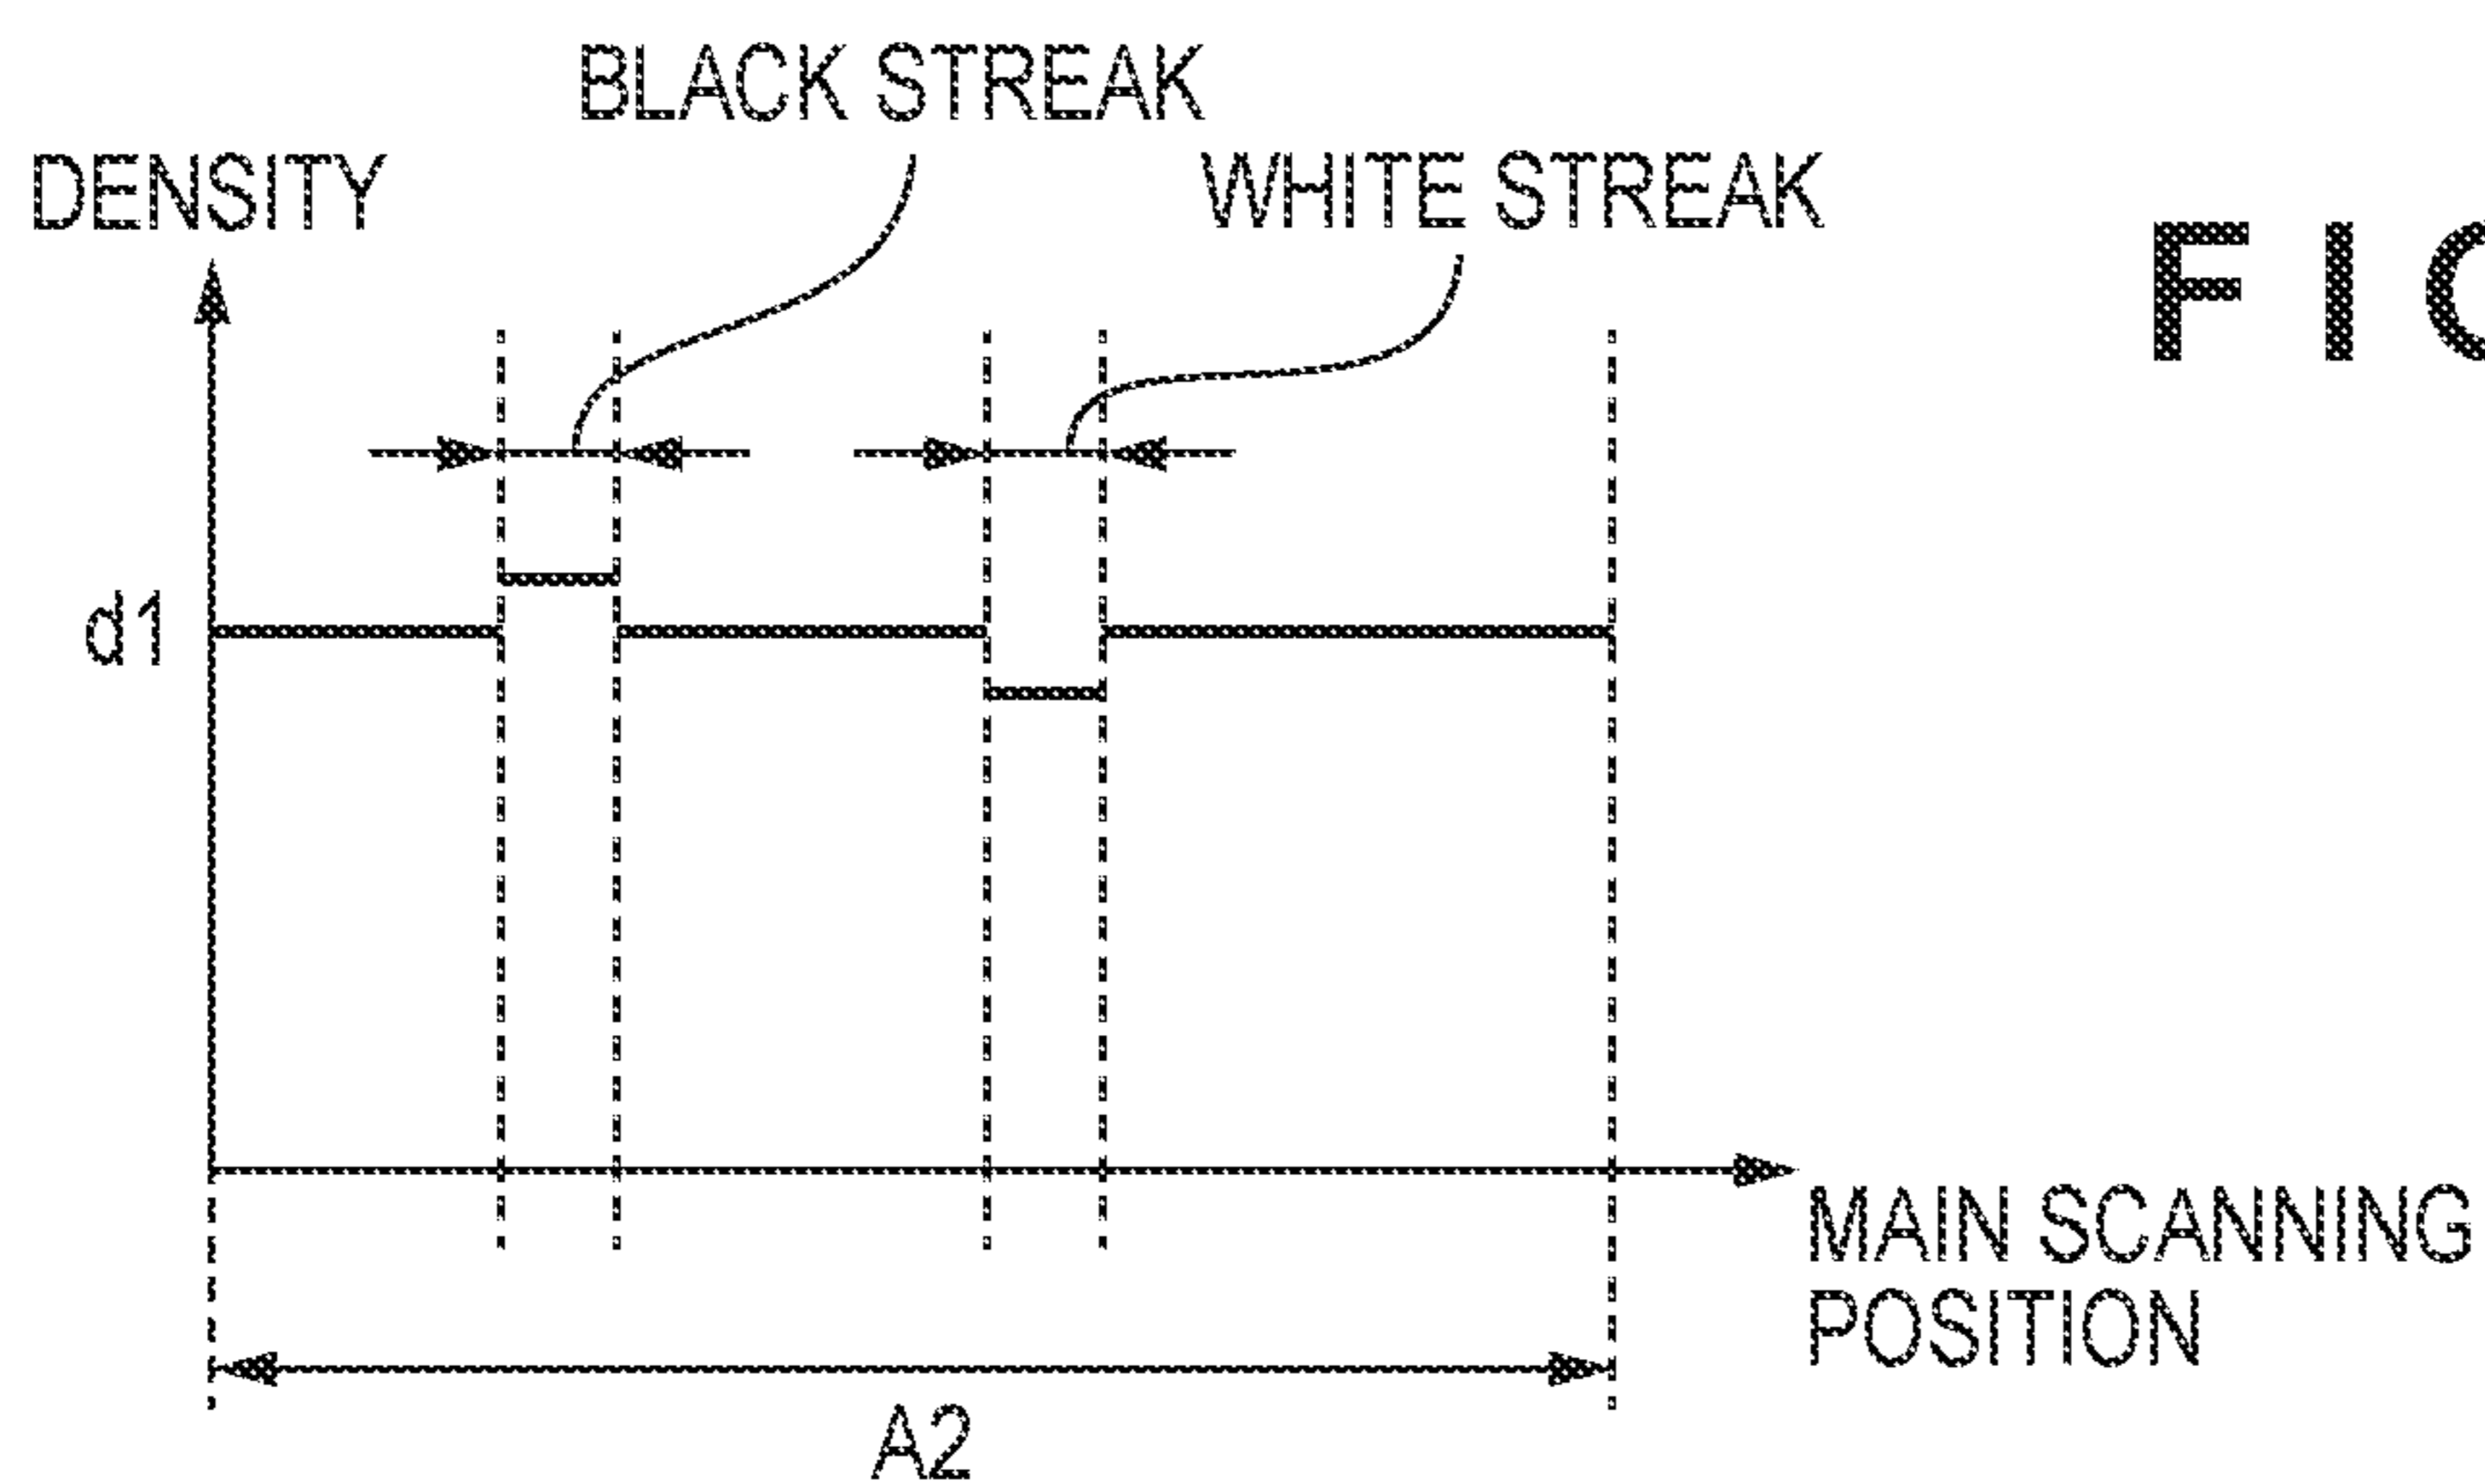 BLACK STREAK
DENSITY
WHITE STREAK
F I
d1
MAIN SCANNING
POSITION
A2